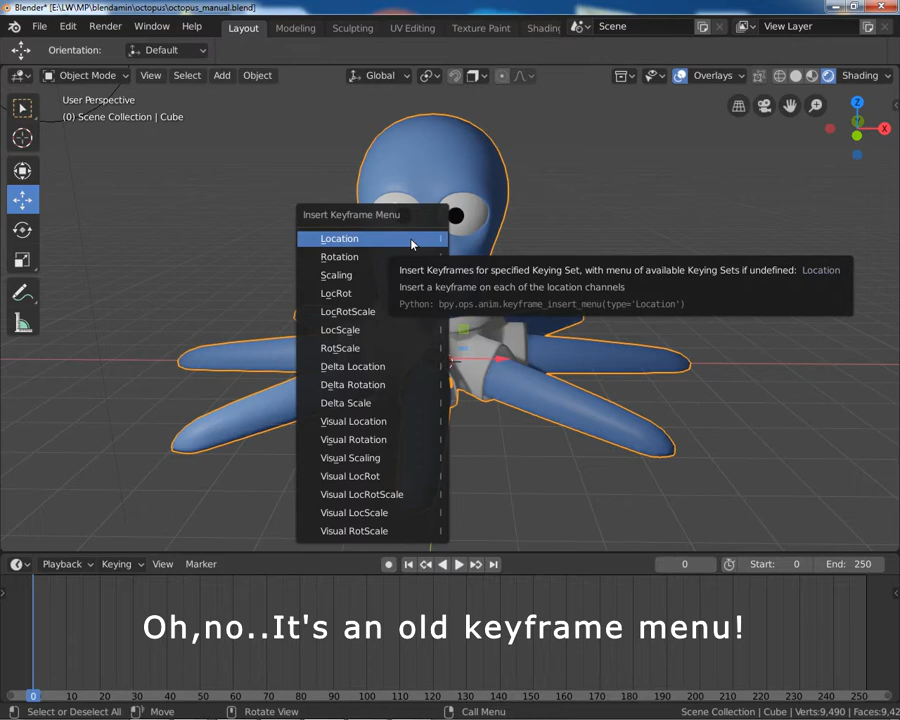 Blender* [E:\LW\MP\blendamin\octopus\octopus_manual.blend]
File Edit Render Window Help Layout Modeling Sculpting UV Editing Texture Paint Shading Scene View Layer
Orientation: Default
Object Mode View Select Add Object Global Overlays Shading
User Perspective
(0) Scene Collection | Cube
Z
Y
X
Insert Keyframe Menu
Location I
Rotation I
Scaling I
LocRot I
LocRotScale I
LocScale I
RotScale I
Delta Location I
Delta Rotation I
Delta Scale I
Visual Location I
Visual Rotation I
Visual Scaling I
Visual LocRot I
Visual LocRotScale I
Visual LocScale I
Visual RotScale I
Insert Keyframes for specified Keying Set, with menu of available Keying Sets if undefined: Location
Insert a keyframe on each of the location channels
Python: bpy.ops.anim.keyframe_insert_menu(type='Location')
Playback Keying View Marker 0 Start: 0 End: 250
Oh,no..It's an old keyframe menu!
0 10 20 30 40 50 60 70 80 90 100 110 120 130 140 150 160 170 180 190 200 210 220 230 240 250
Select or Deselect All Move Rotate View Call Menu Scene Collection | Cube | Verts:9,490 | Faces:9,42